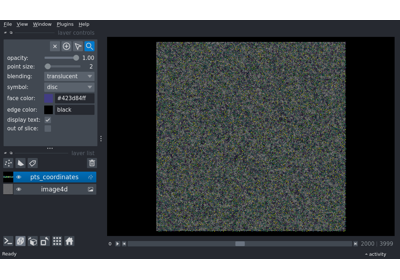 File View Window Plugins Help
layer controls
opacity: 1.00
point size: 2
blending: translucent
symbol: disc
face color: #423d84ff
edge color: black
display text:
out of slice:
layer list
pts_coordinates
image4d
0 2000 | 3999
Ready activity